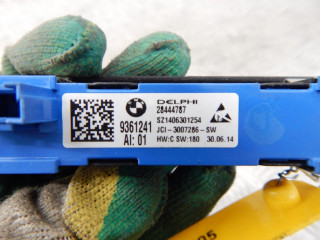 DELPHI
28444787
SZ1406301254
JCI-3007286-SW
HW:C SW:180 30.06.14
9361241
AI: 01